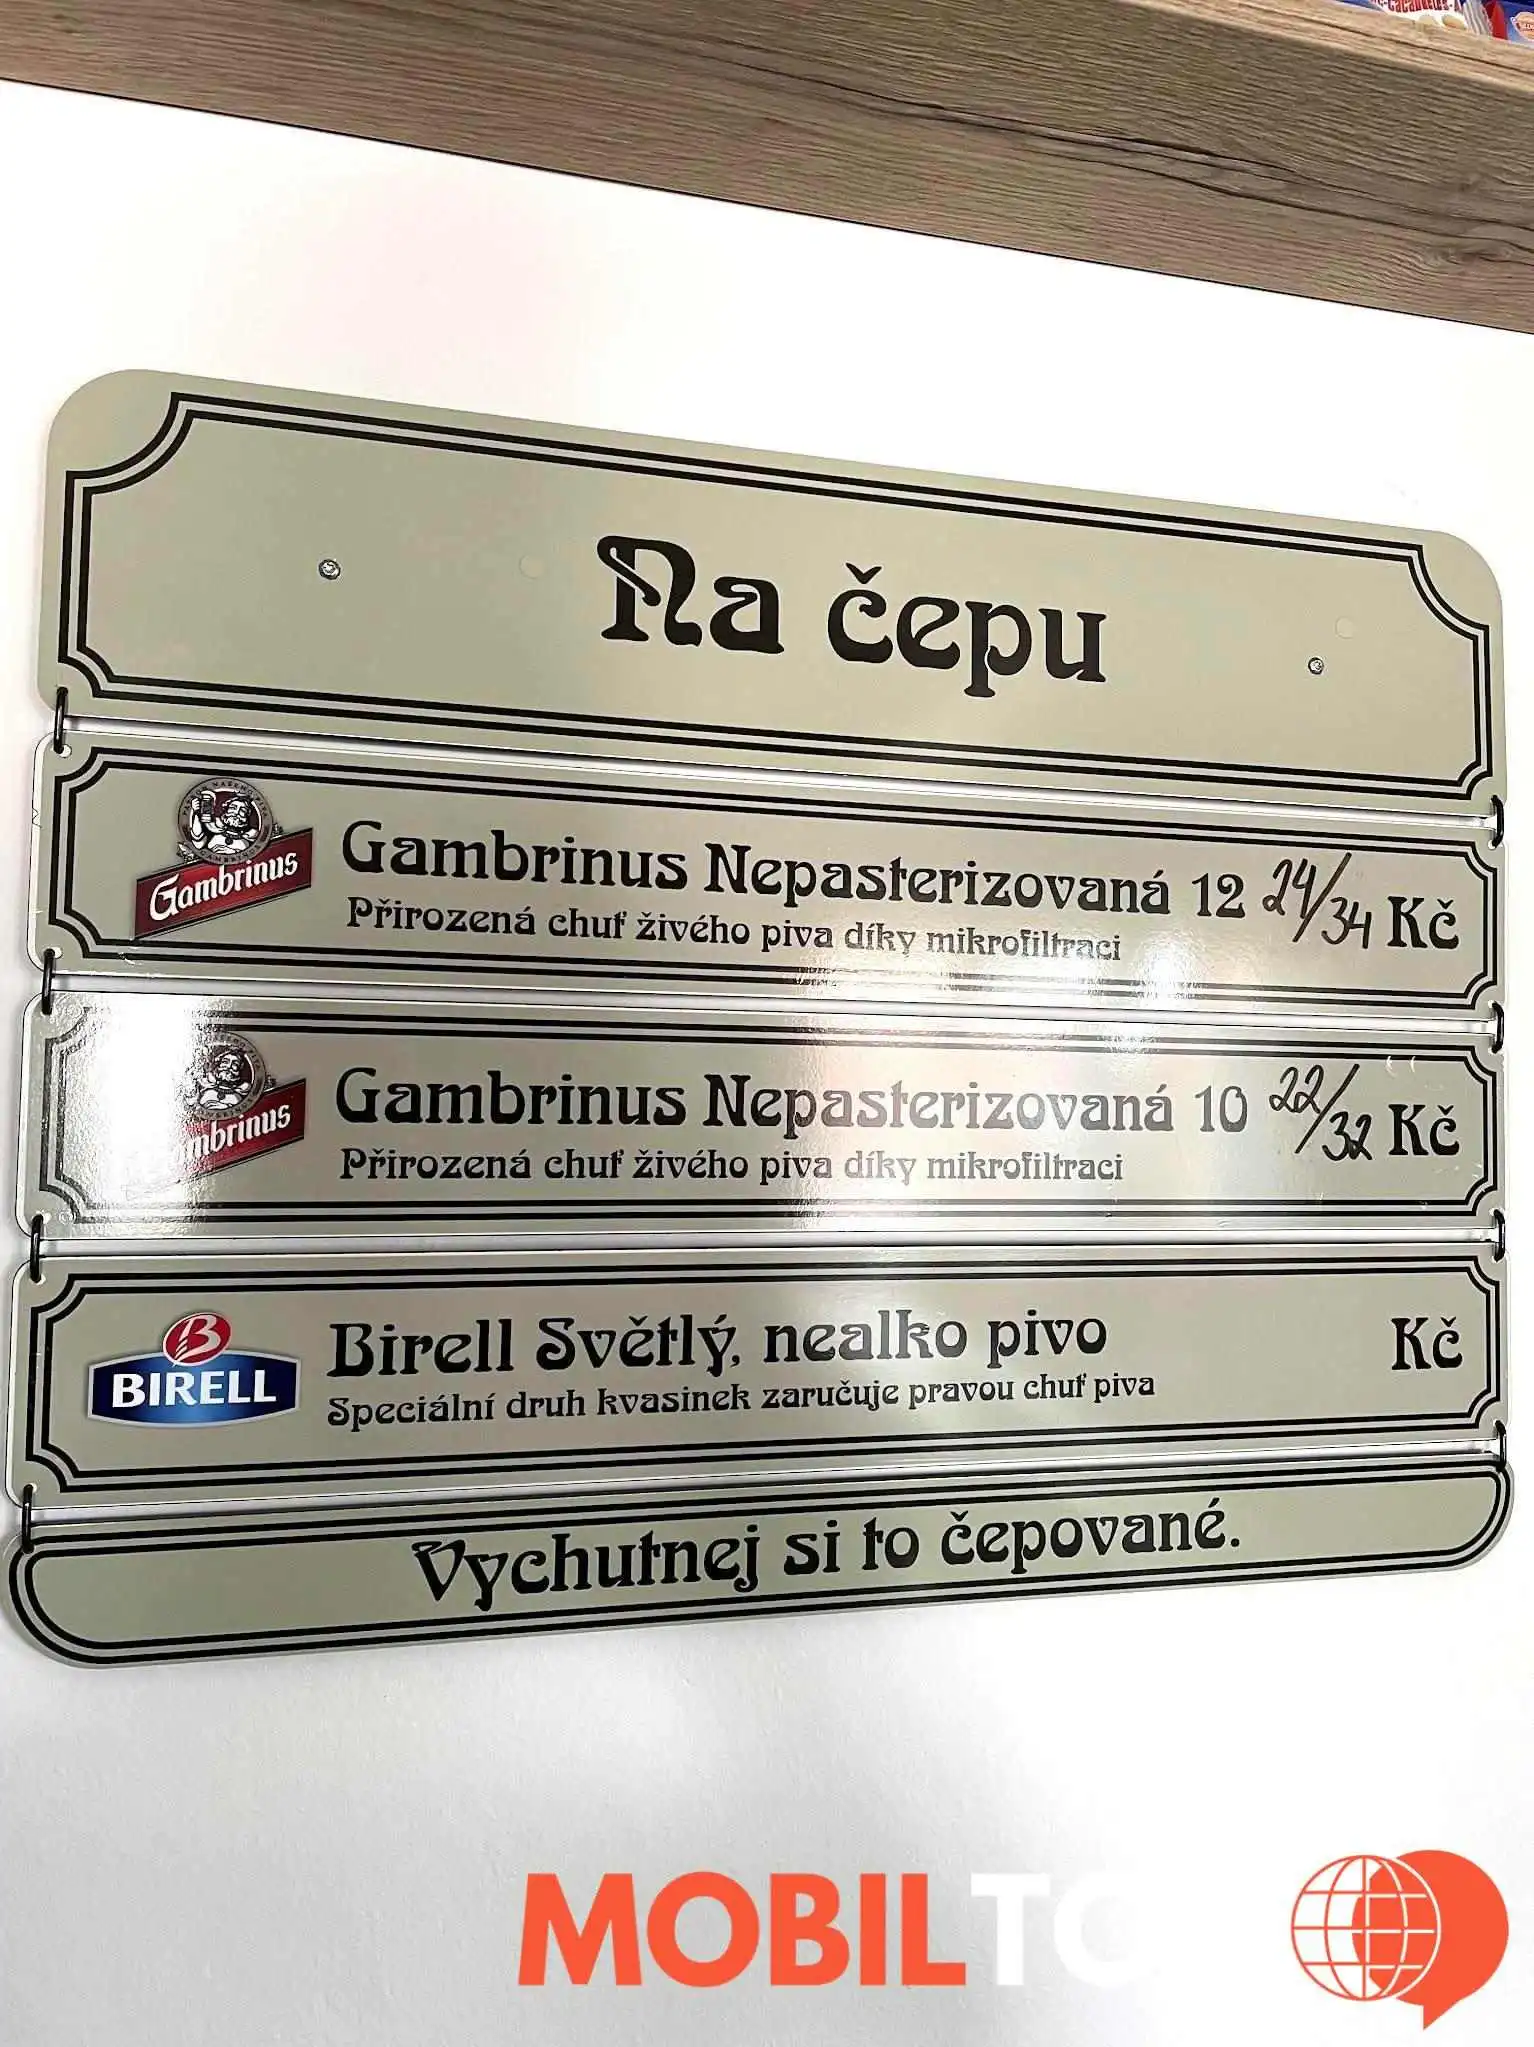 Na čepu
Gambrinus
Gambrinus Nepasterizovaná 12 24/34 Kč
Přirozená chuť živého piva díky mikrofiltraci
Gambrinus Nepasterizovaná 10 22/32 Kč
Přirozená chuť živého piva díky mikrofiltraci
BIRELL
Birell Světlý, nealko pivo Kč
Speciální druh kvasinek zaručuje pravou chuť piva
Vychutnej si to čepované.
MOBIL